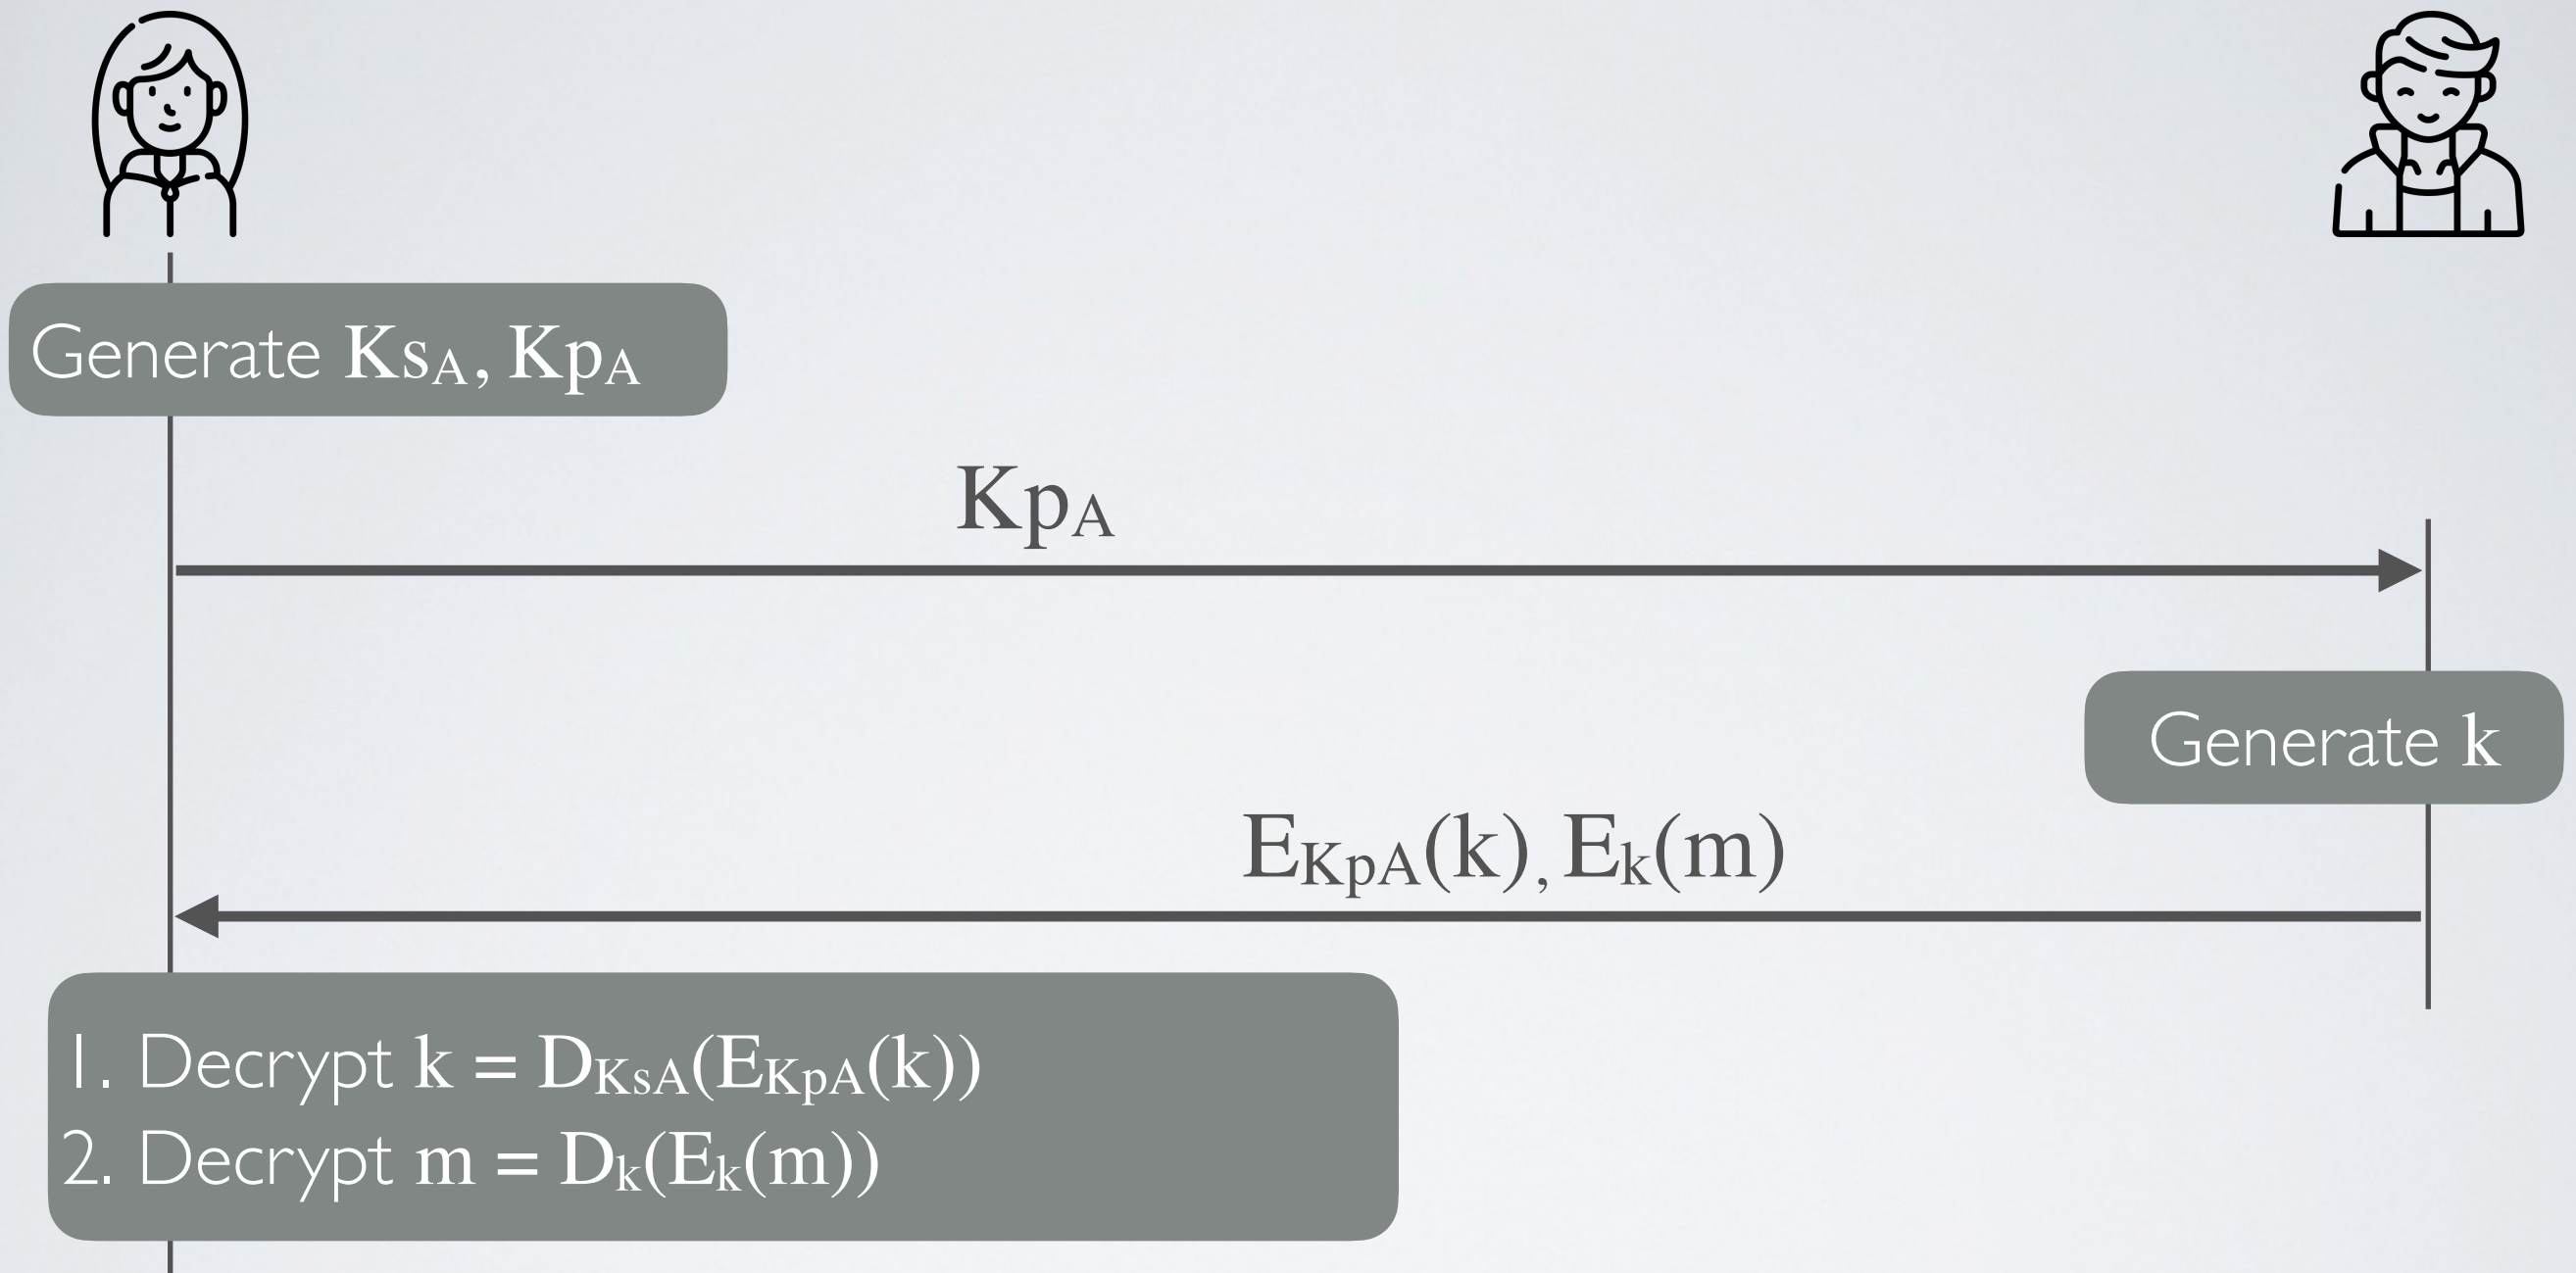 Generate KsA, KpA
KpA
Generate k
EKpA(k), Ek(m)
1. Decrypt k = DKsA(EKpA(k))
2. Decrypt m = Dk(Ek(m))